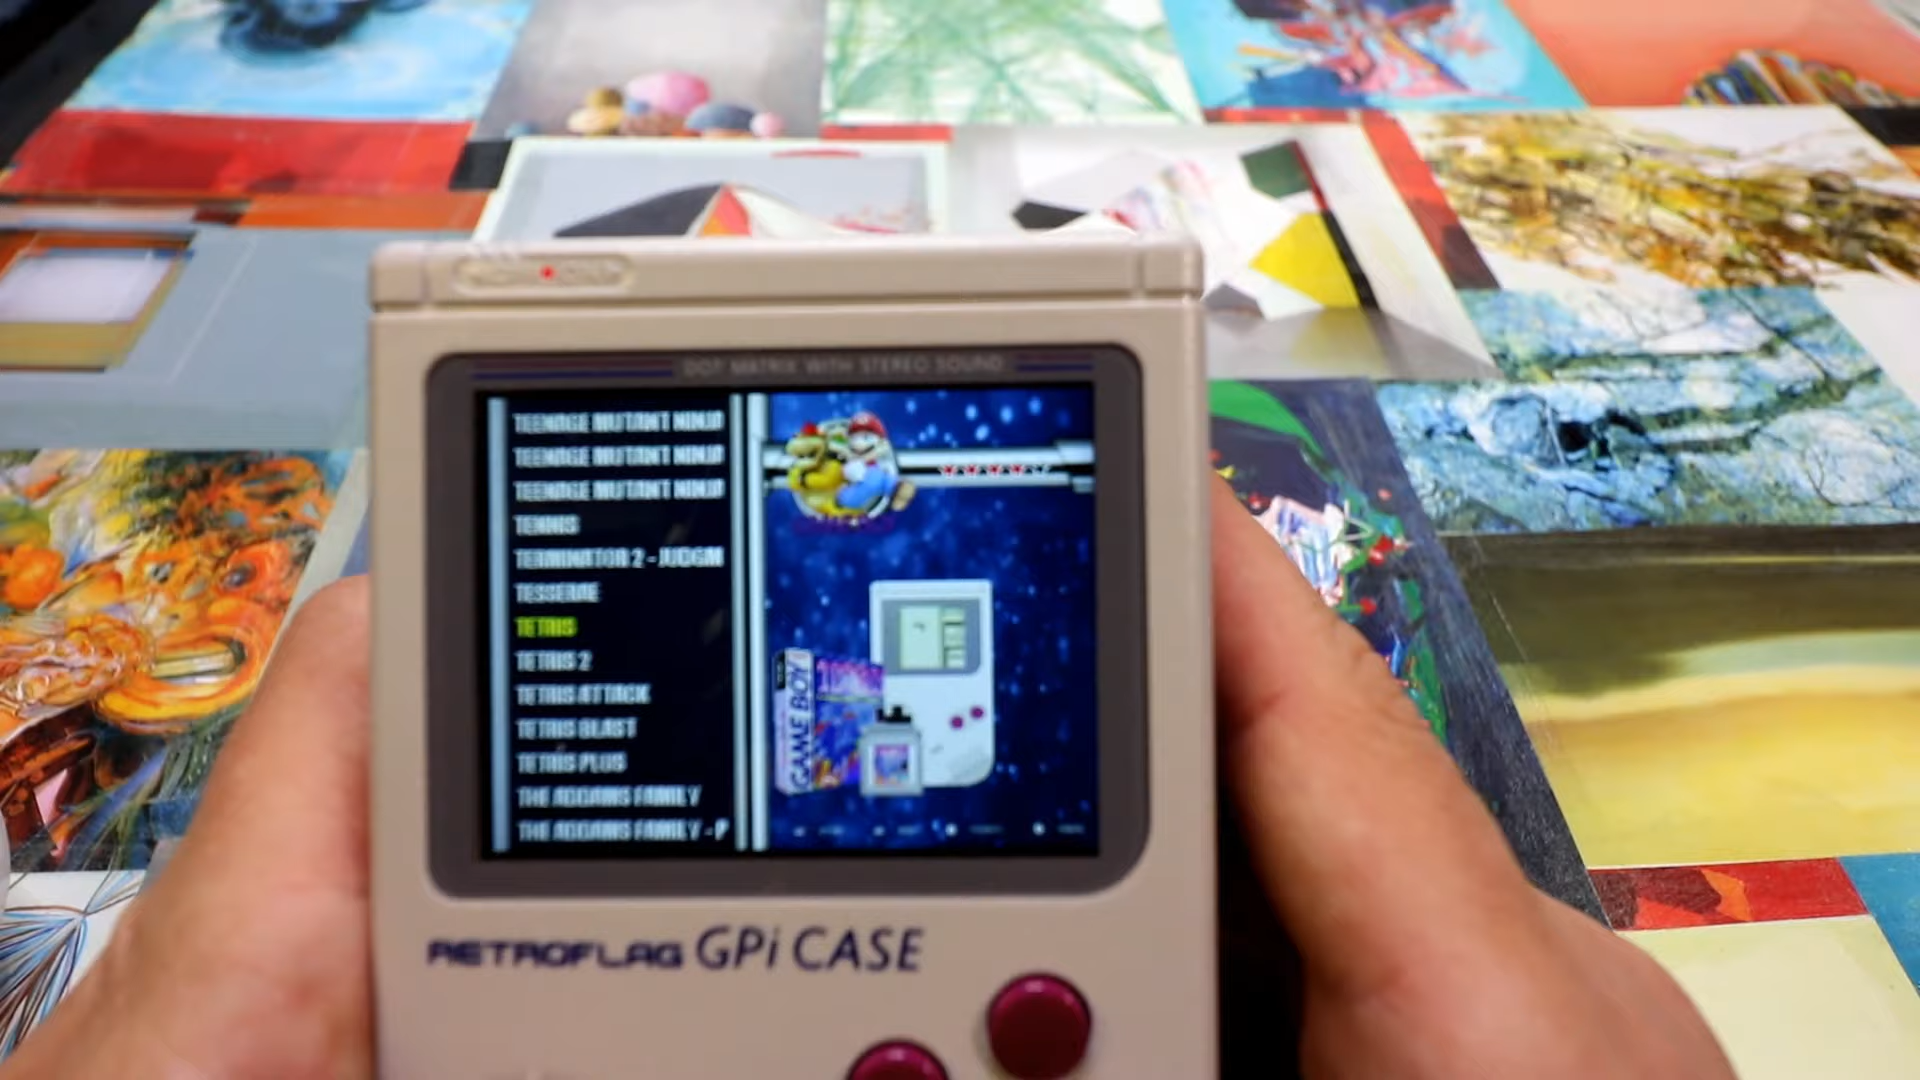 DOT MATRIX WITH STEREO SOUND
TEENAGE MUTANT NINJA
TEENAGE MUTANT NINJA
TEENAGE MUTANT NINJA
TENNIS
TERMINATOR 2 - JUDGM
TESSERAE
TETRIS
TETRIS 2
TETRIS ATTACK
TETRIS BLAST
TETRIS PLUS
THE ADDAMS FAMILY
THE ADDAMS FAMILY - P
GAME BOY
RETROFLAG GPi CASE